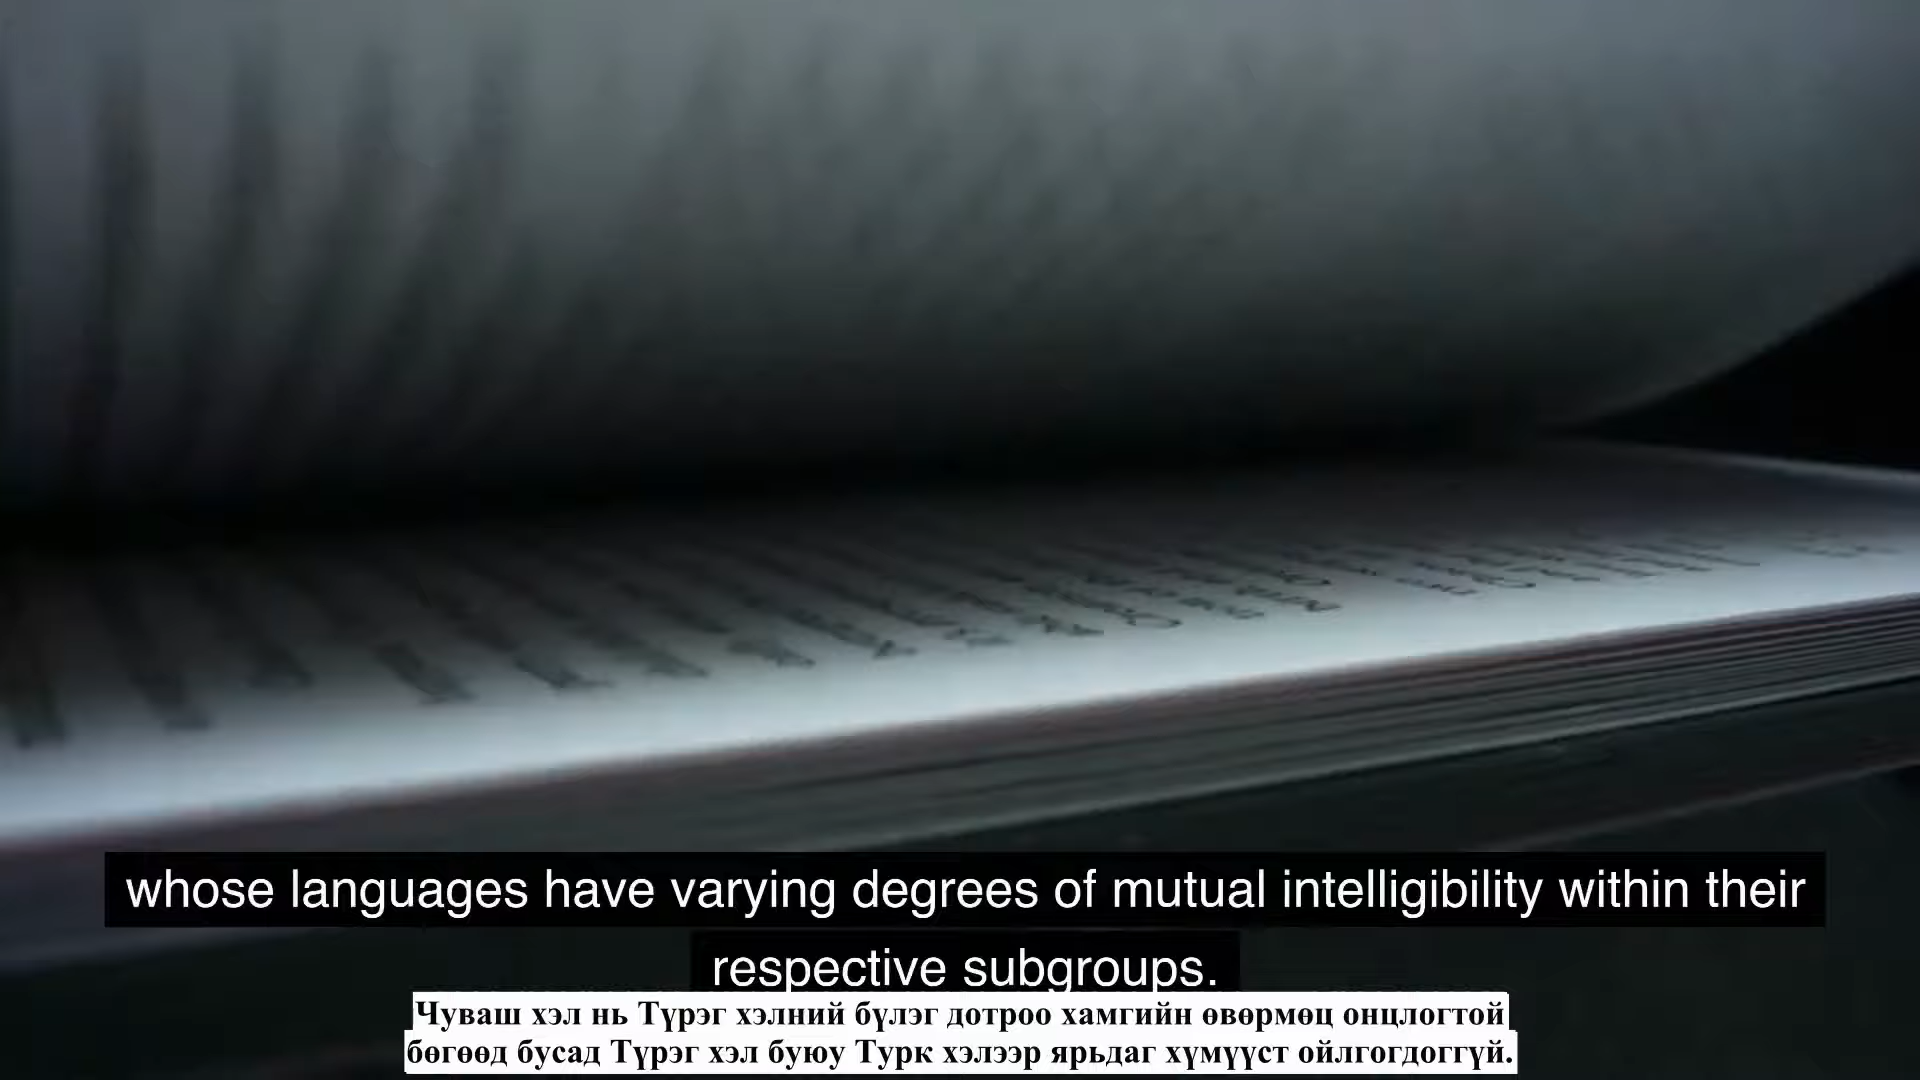 whose languages have varying degrees of mutual intelligibility within their
respective subgroups.
Чуваш хэл нь Түрэг хэлний бүлэг дотроо хамгийн өвөрмөц онцлогтой
бөгөөд бусад Түрэг хэл буюу Турк хэлээр ярьдаг хүмүүст ойлгогдоггүй.